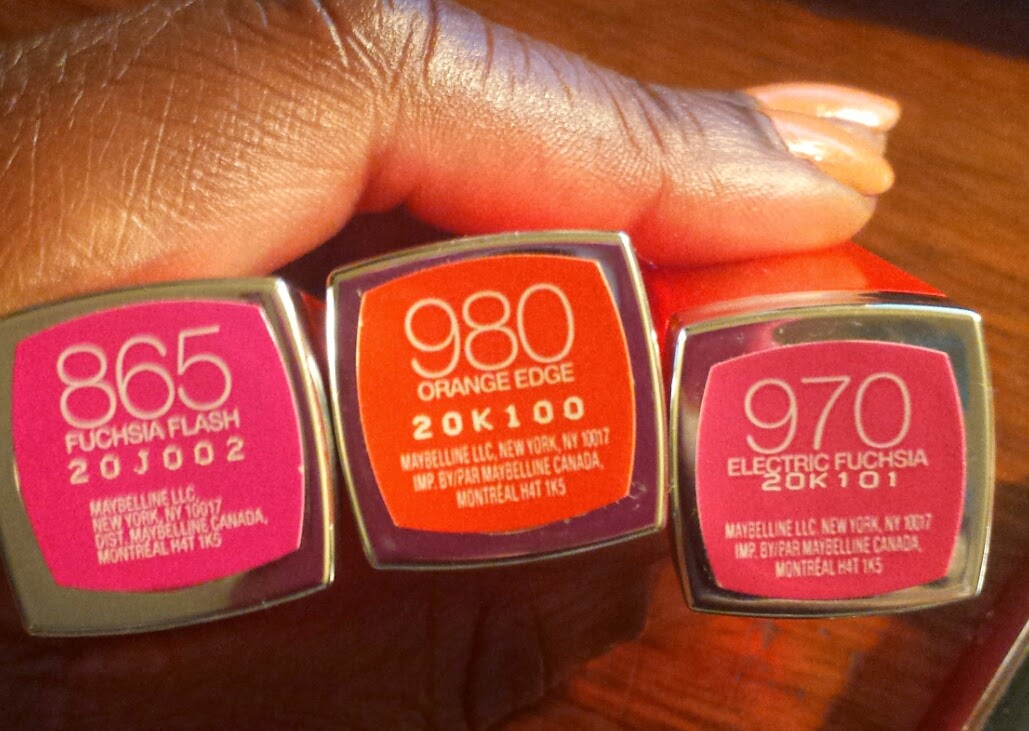 865
FUCHSIA FLASH
20J002
MAYBELLINE LLC,
NEW YORK, NY 10017
DIST. MAYBELLINE CANADA,
MONTRÉAL H4T 1K5
980
ORANGE EDGE
20K100
MAYBELLINE LLC, NEW YORK, NY 10017
IMP. BY/PAR MAYBELLINE CANADA,
MONTRÉAL H4T 1K5
970
ELECTRIC FUCHSIA
20K101
MAYBELLINE LLC, NEW YORK, NY 10017
IMP. BY/PAR MAYBELLINE CANADA,
MONTRÉAL H4T 1K5